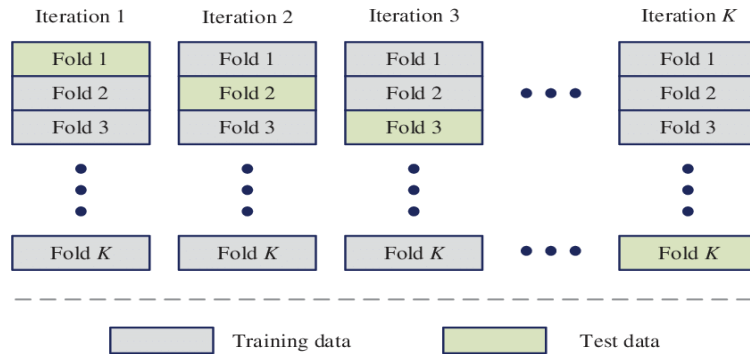 Iteration 1 Iteration 2 Iteration 3 Iteration K
Fold 1 Fold 1 Fold 1 Fold 1
Fold 2 Fold 2 Fold 2 Fold 2
Fold 3 Fold 3 Fold 3 Fold 3
Fold K Fold K Fold K Fold K
Training data Test data